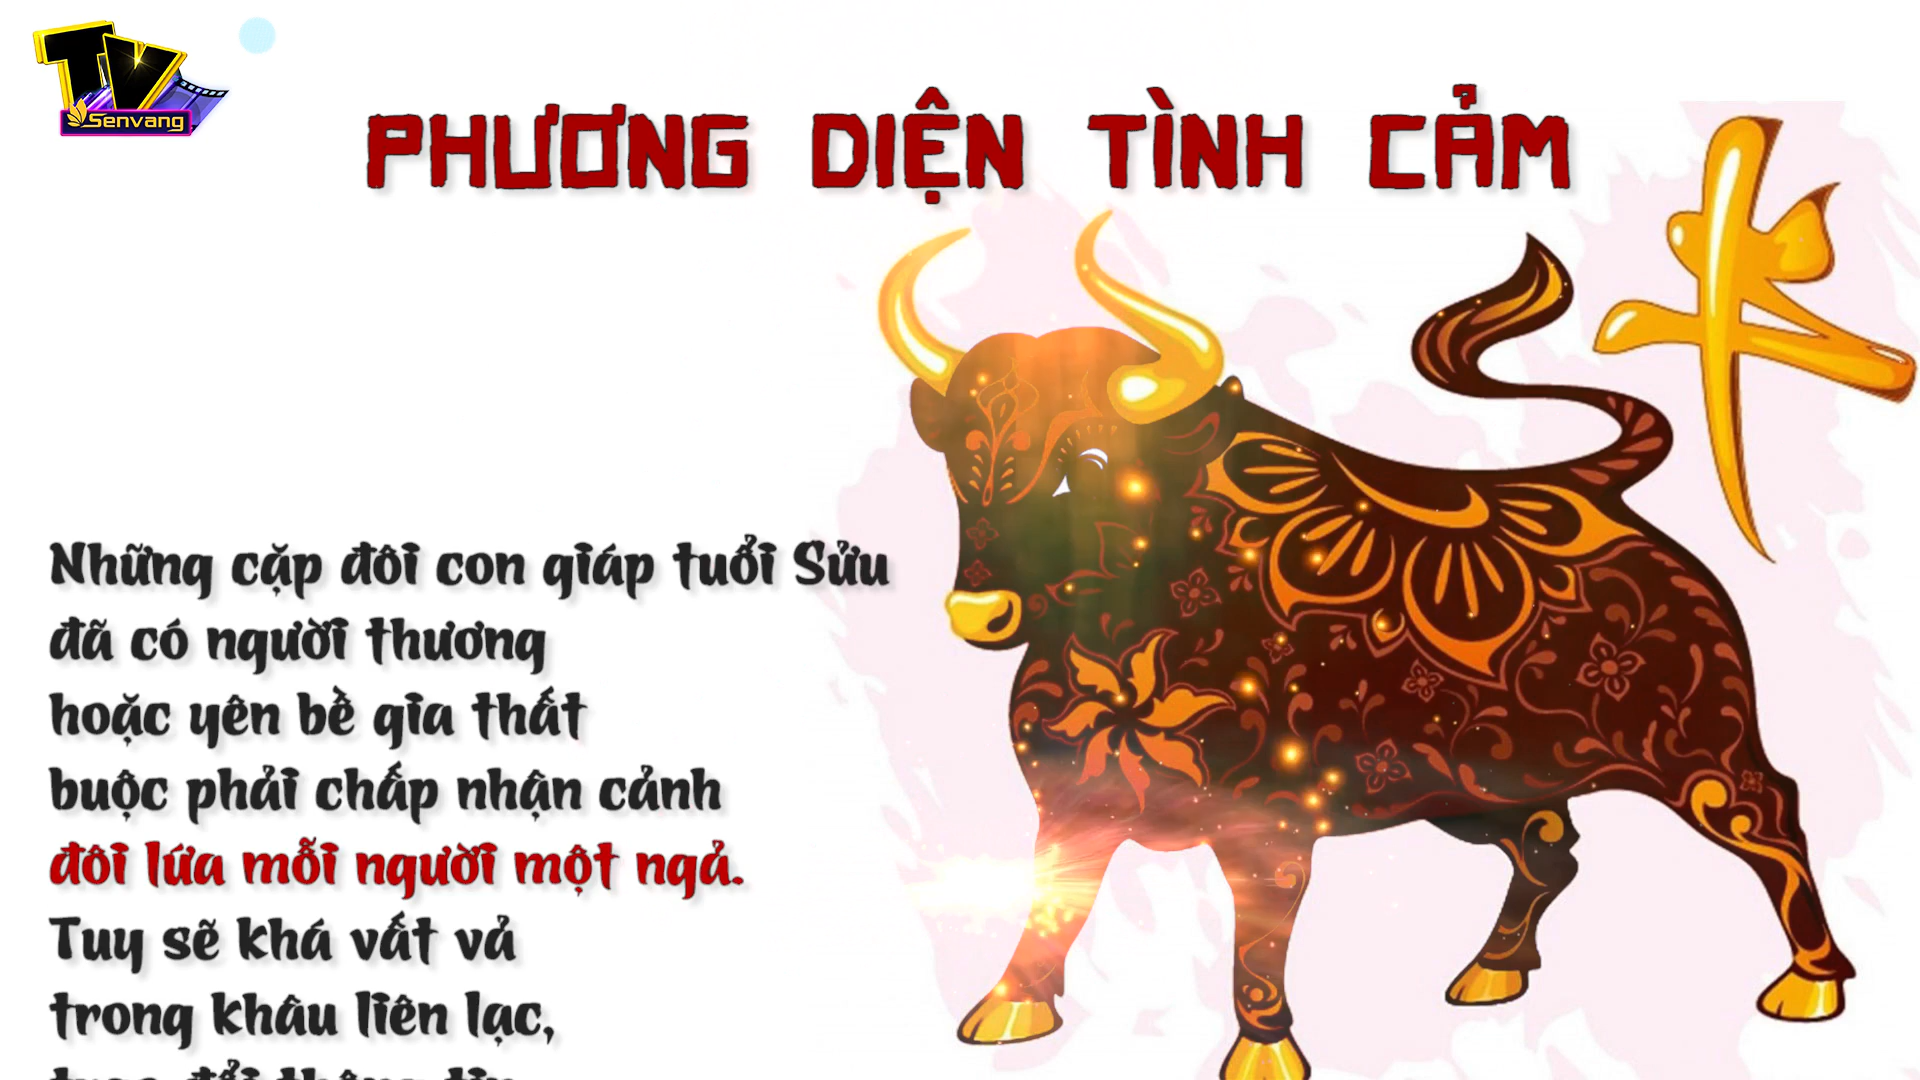 TV
Senvang
PHƯƠNG DIỆN TÌNH CẢM
Những cặp đôi con giáp tuổi Sửu
đã có người thương
hoặc yên bề gia thất
buộc phải chấp nhận cảnh
đôi lứa mỗi người một ngả.
Tuy sẽ khá vất vả
trong khâu liên lạc,